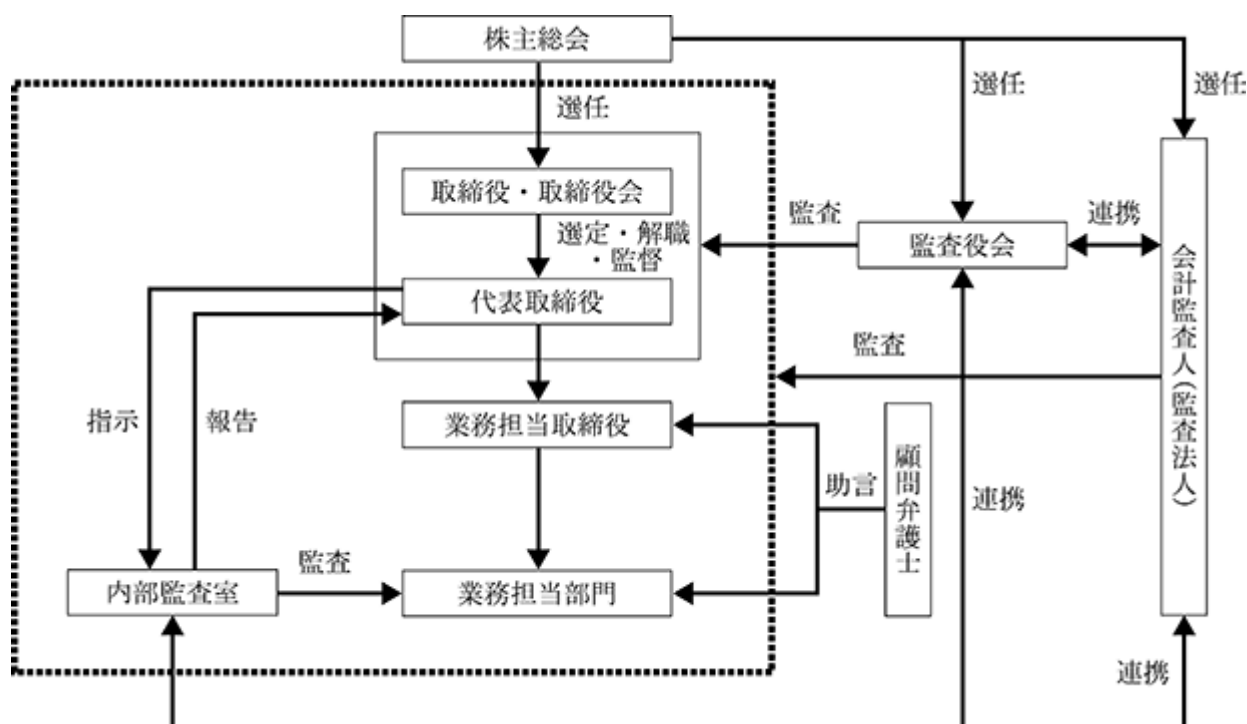 株主総会
選任
選任
選任
取締役・取締役会
選定・解職
・監督
代表取締役
監査
監査役会
連携
会計監査人(監査法人)
監査
指示
報告
業務担当取締役
助言
顧問弁護士
連携
内部監査室
監査
業務担当部門
連携